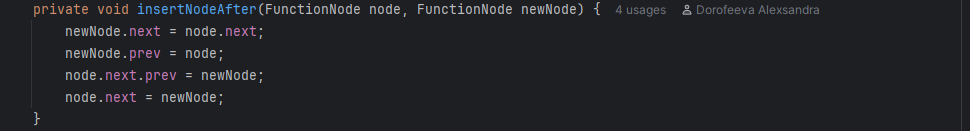 private void insertNodeAfter(FunctionNode node, FunctionNode newNode) { 4 usages Dorofeeva Alexsandra
    newNode.next = node.next;
    newNode.prev = node;
    node.next.prev = newNode;
    node.next = newNode;
}